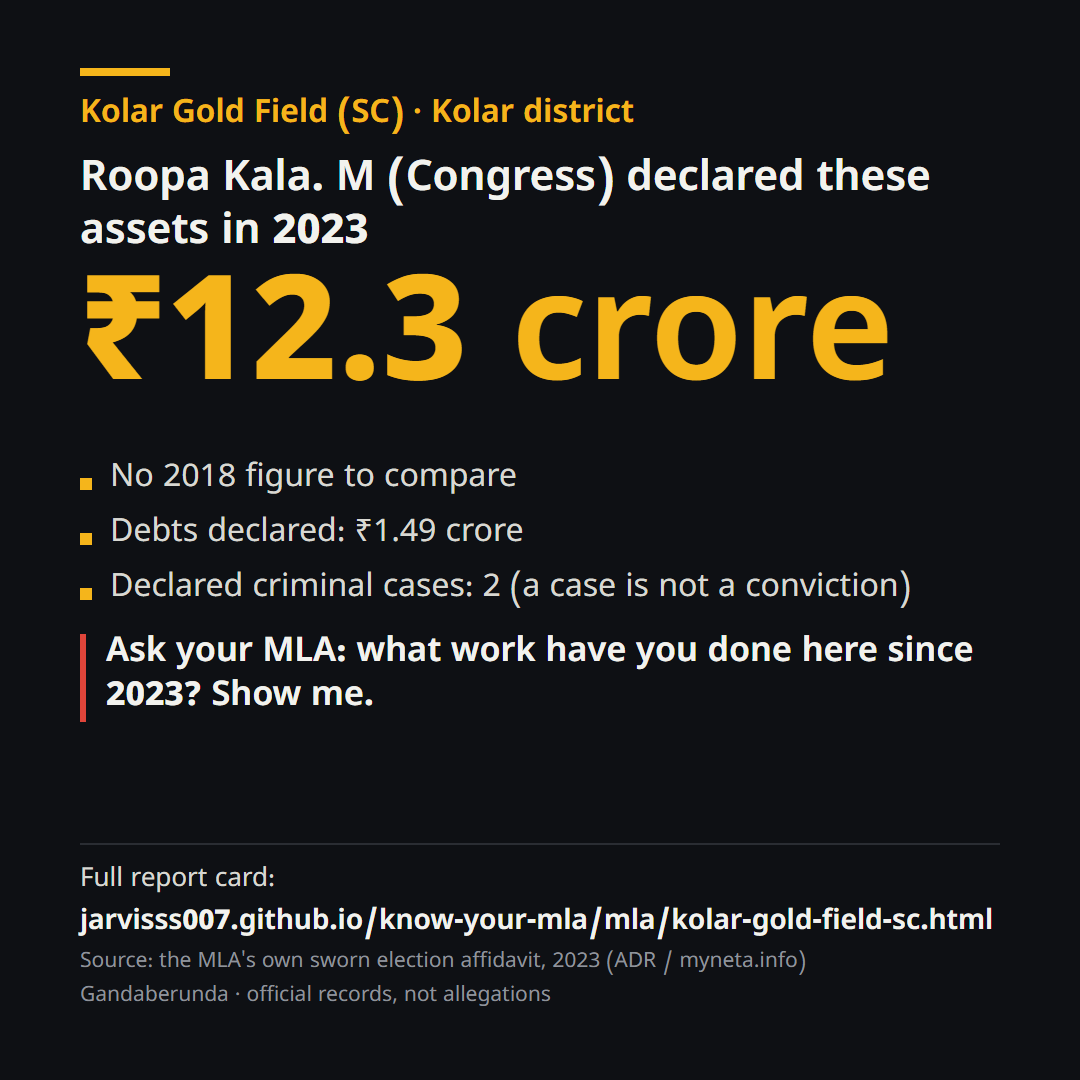 Kolar Gold Field (SC) · Kolar district
Roopa Kala. M (Congress) declared these
assets in 2023
₹12.3 crore
No 2018 figure to compare
Debts declared: ₹1.49 crore
Declared criminal cases: 2 (a case is not a conviction)
Ask your MLA: what work have you done here since
2023? Show me.
Full report card:
jarvisss007.github.io/know-your-mla/mla/kolar-gold-field-sc.html
Source: the MLA's own sworn election affidavit, 2023 (ADR / myneta.info)
Gandaberunda · official records, not allegations